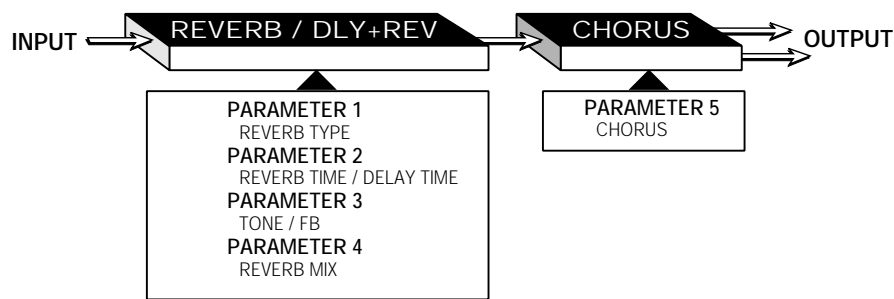 INPUT
REVERB / DLY+REV
CHORUS
OUTPUT
PARAMETER 1
REVERB TYPE
PARAMETER 2
REVERB TIME / DELAY TIME
PARAMETER 3
TONE / FB
PARAMETER 4
REVERB MIX
PARAMETER 5
CHORUS